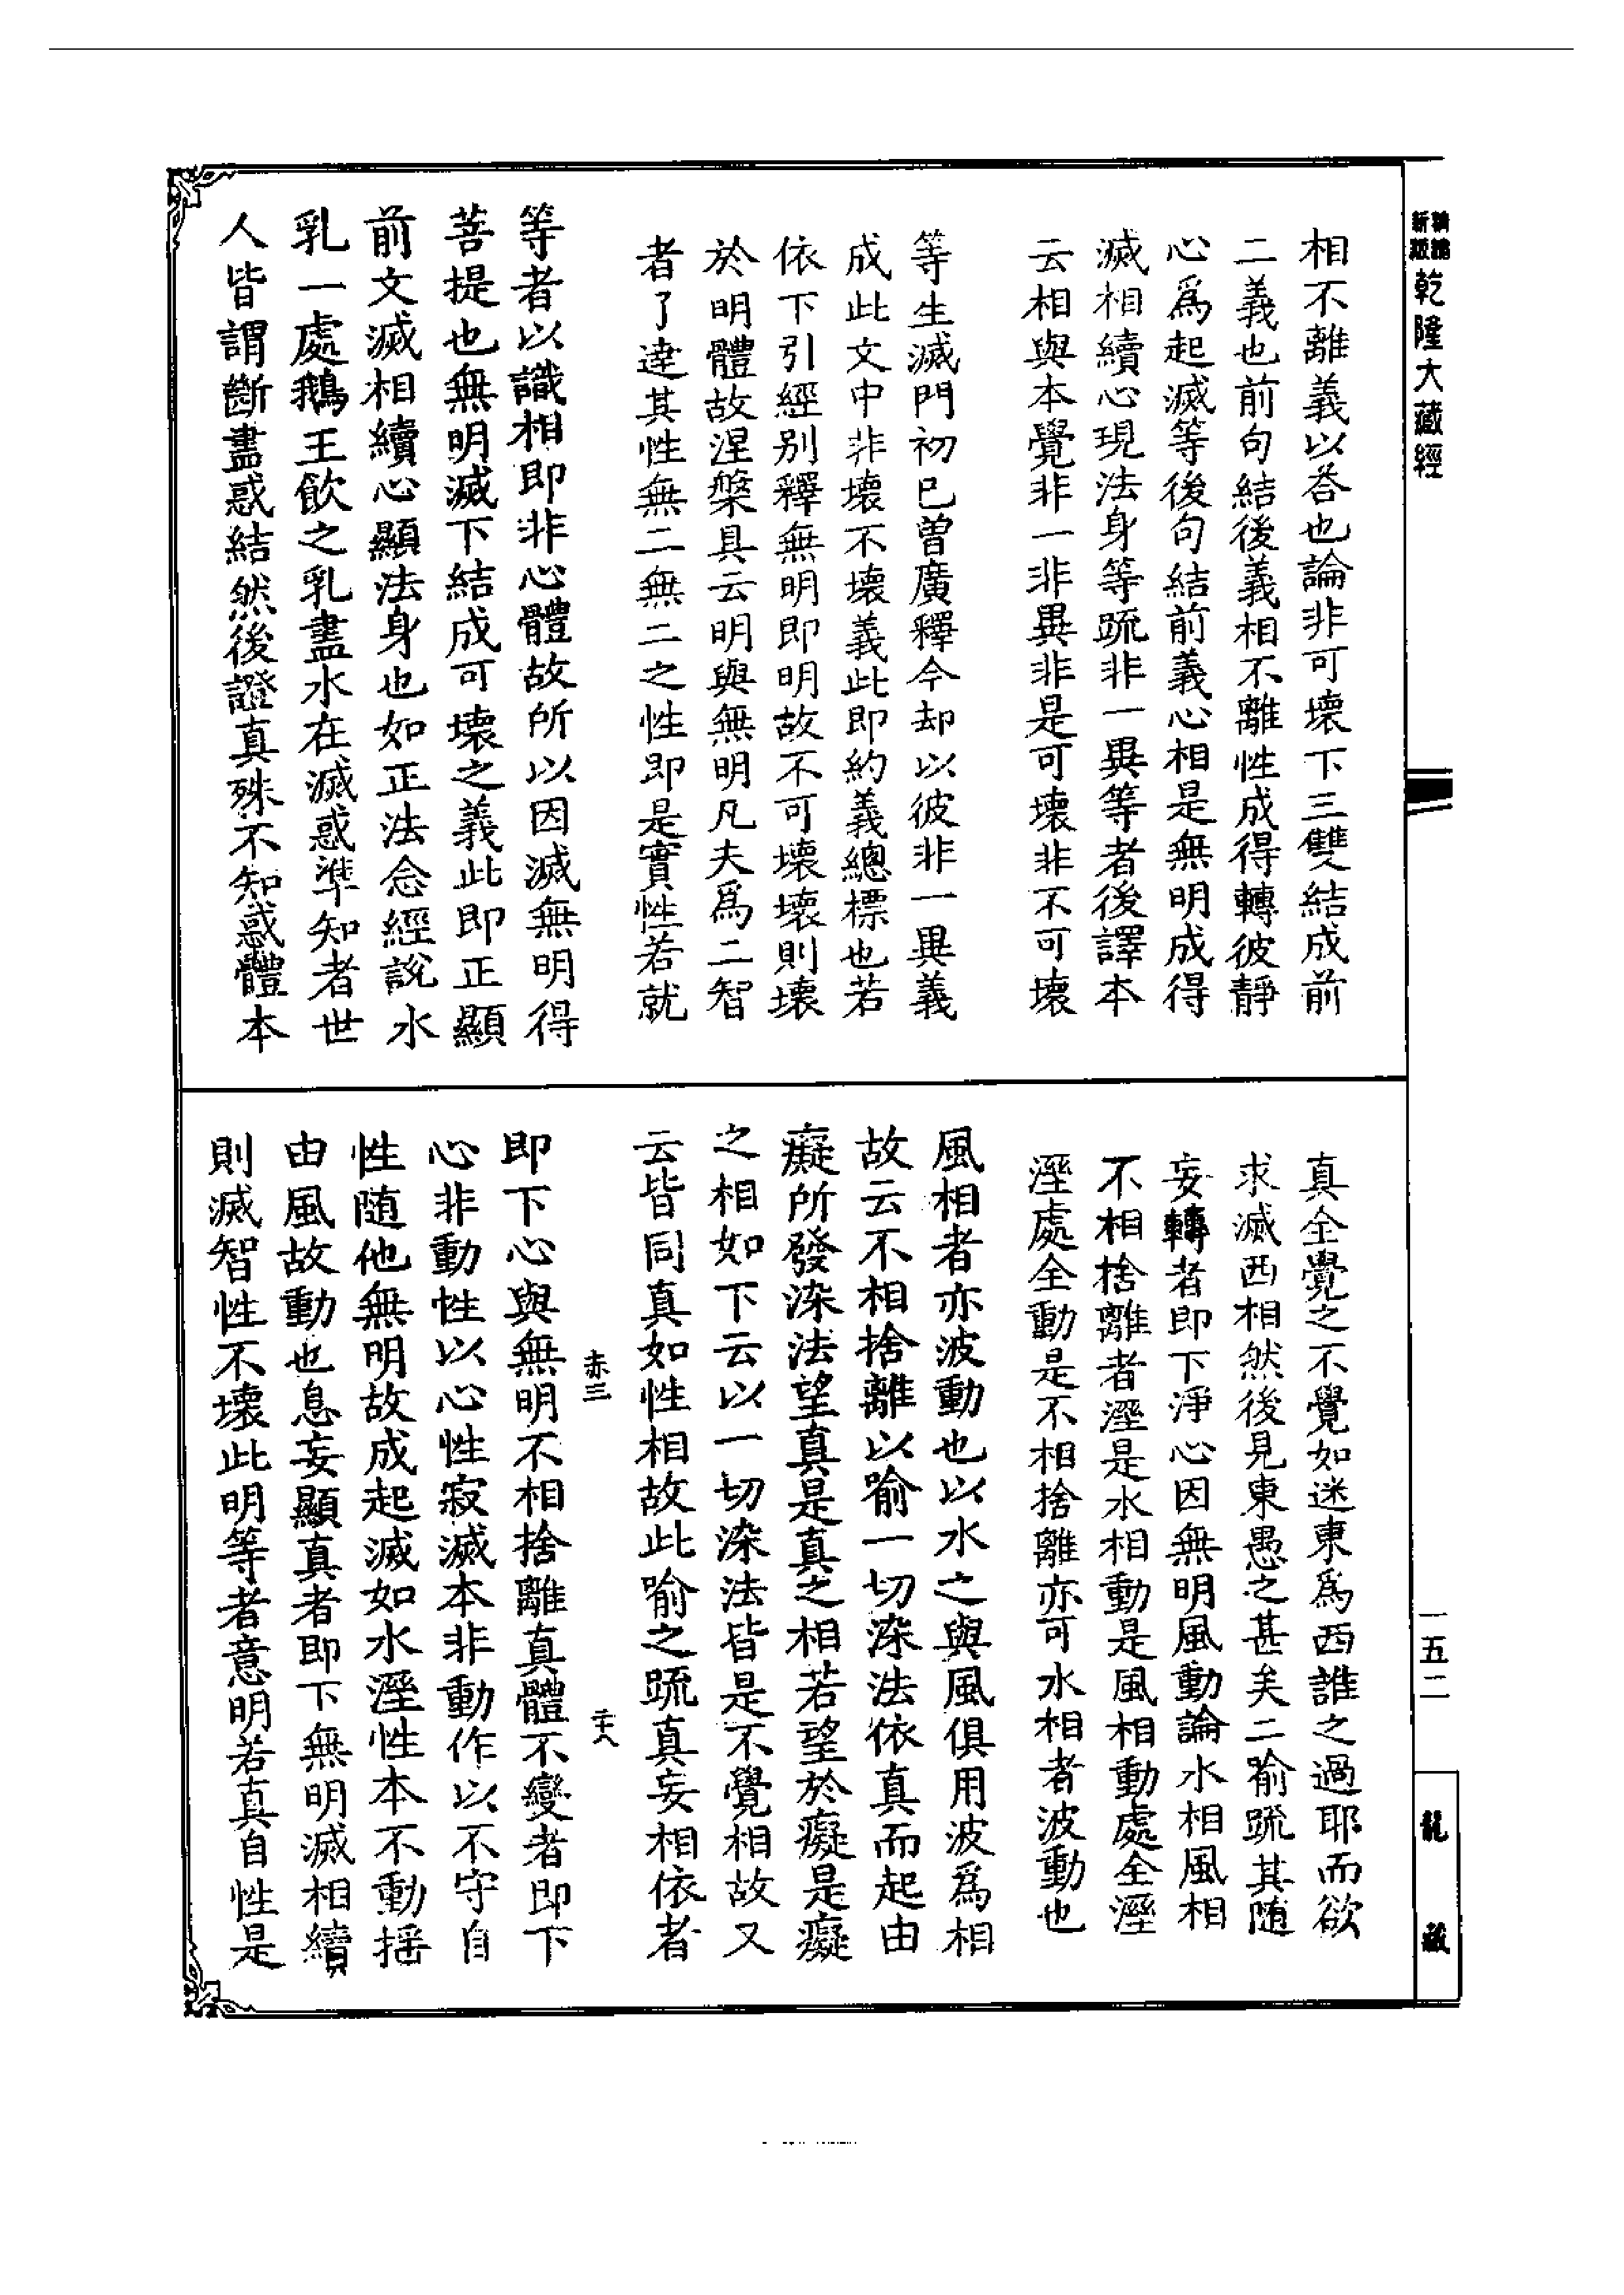 乾隆大藏經
相不離義以荅也論非可壞下三雙結成前
二義也前句結後義相不離性成得轉彼靜
心爲起滅等後句結前義心相是無明成得
滅相續心現法身等疏非一異等者後譯本
云相與本覺非一非異非是可壞非不可壞
等生滅門初已曾廣釋今却以彼非一異義
成此文中非壞不壞義此即約義總標也若
依下引經別釋無明即明故不可壞壞則壞
於明體故涅槃具云明與無明凡夫爲二智
者了達其性無二無二之性即是實性若就
等者以識相即非心體故所以因滅無明得
菩提也無明滅下結成可壞之義此即正顯
前文滅相續心顯法身也如正法念經說水
乳一處鵝王飲之乳盡水在滅惑準知者世
人皆謂斷盡惑結然後證真殊不知惑體本
真全覺之不覺如迷東爲西誰之過耶而欲
求滅西相然後見東愚之甚矣二喻疏其随
妄轉者即下淨心因無明風動論水相風相
不相捨離者溼是水相動是風相動處全溼
溼處全動是不相捨離亦可水相者波動也
風相者亦波動也以水之與風俱用波爲相
故云不相捨離以喻一切染法依真而起由
癡所發染法望真是真之相若望於癡是癡
之相如下云以一切染法皆是不覺相故又
云皆同真如性相故此喻之疏真妄相依者
赤三
三十八
即下心與無明不相捨離真體不變者即下
心非動性以心性寂滅本非動作以不守自
性随他無明故成起滅如水溼性本不動搖
由風故動也息妄顯真者即下無明滅相續
則滅智性不壞此明等者意明若真自性是
一五二
龍藏